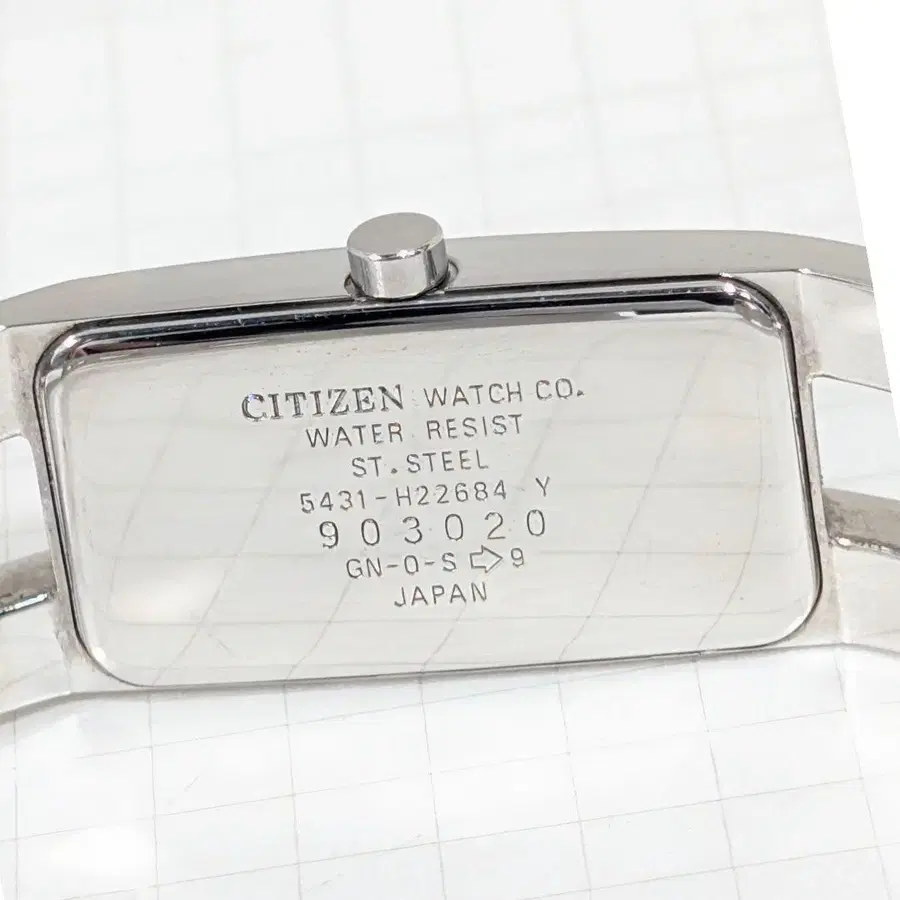 CITIZEN WATCH CO.
WATER RESIST
ST.STEEL
5431-H22684 Y
903020
GN-0-S ⇨ 9
JAPAN